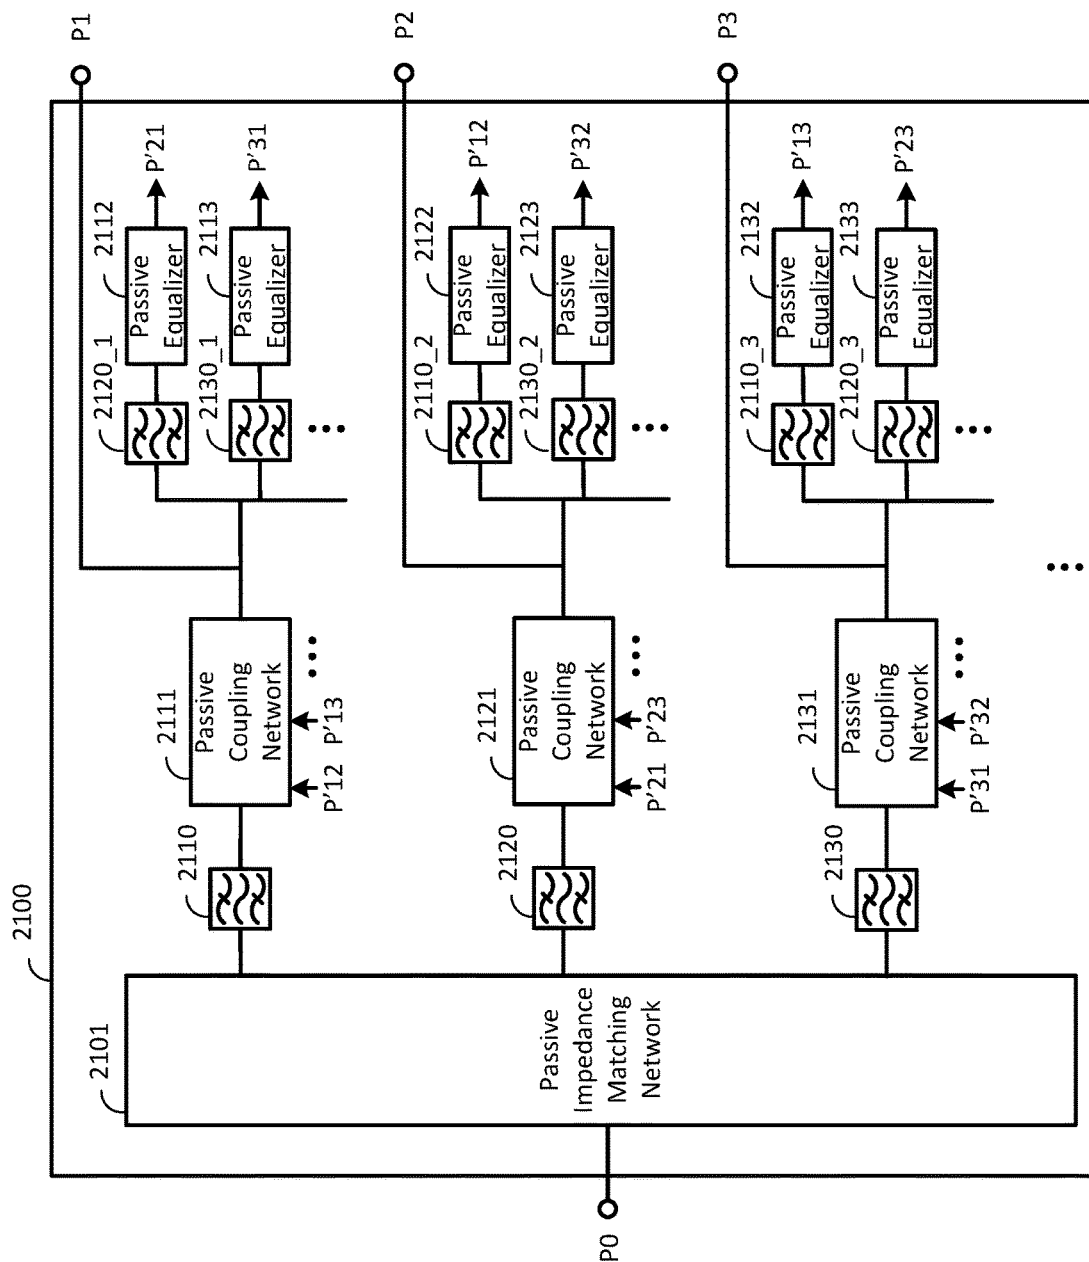 2100
P0
2101
Passive
Impedance
Matching
Network
2110
2111
Passive
Coupling
Network
P'12
P'13
P1
2120_1
2112
Passive
Equalizer
P'21
2130_1
2113
Passive
Equalizer
P'31
2120
2121
Passive
Coupling
Network
P'21
P'23
P2
2110_2
2122
Passive
Equalizer
P'12
2130_2
2123
Passive
Equalizer
P'32
2130
2131
Passive
Coupling
Network
P'31
P'32
P3
2110_3
2132
Passive
Equalizer
P'13
2120_3
2133
Passive
Equalizer
P'23